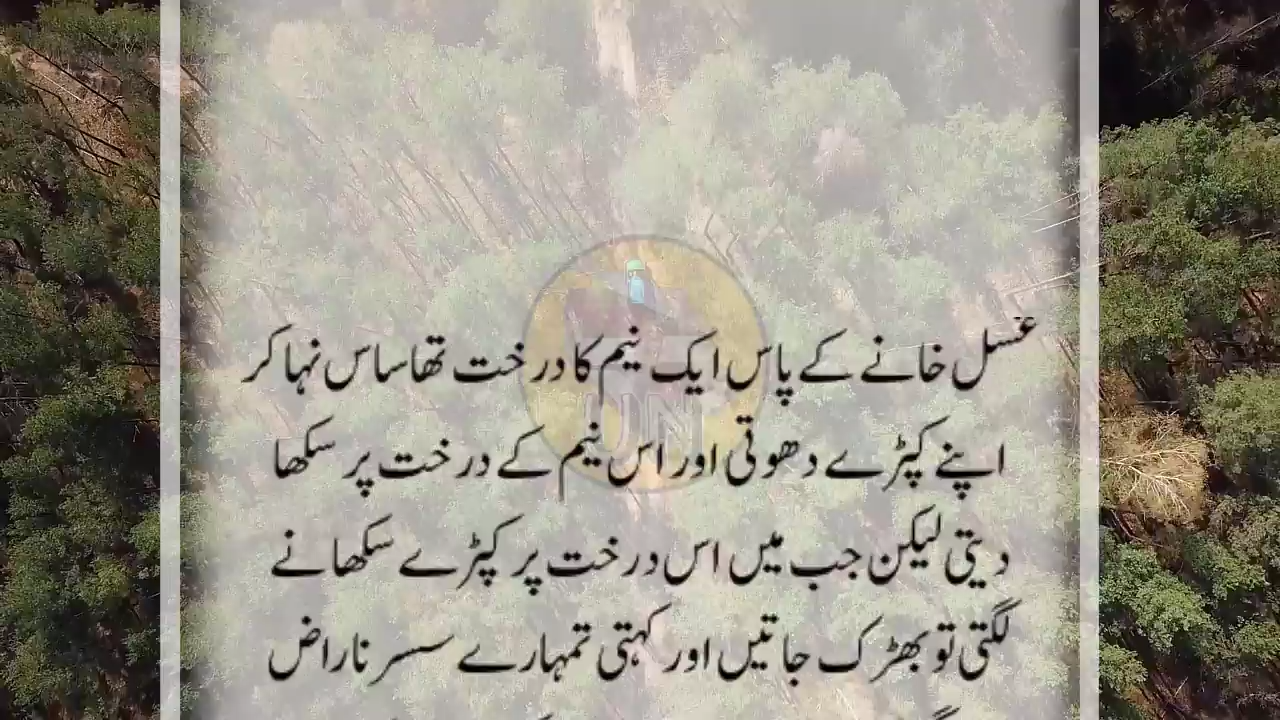 غسل خانے کے پاس ایک نیم کا درخت تھا ساس نہا کر
اپنے کپڑے دھوتی اور اس نیم کے درخت پر سکھا
دیتی لیکن جب میں اس درخت پر کپڑے سکھانے
لگتی تو بھڑک جاتیں اور کہتی تمہارے سسر ناراض
UN